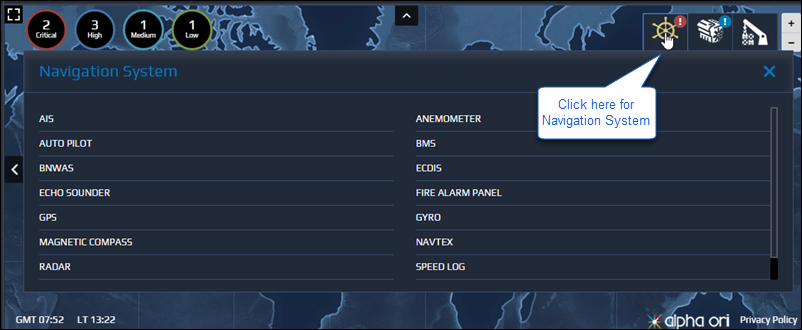 2
Critical
3
High
1
Medium
1
Low
!
!
+
−
Navigation System
Click here for
Navigation System
AIS
ANEMOMETER
AUTO PILOT
BMS
BNWAS
ECDIS
ECHO SOUNDER
FIRE ALARM PANEL
GPS
GYRO
MAGNETIC COMPASS
NAVTEX
RADAR
SPEED LOG
GMT 07:52 LT 13:22
alpha ori
Privacy Policy